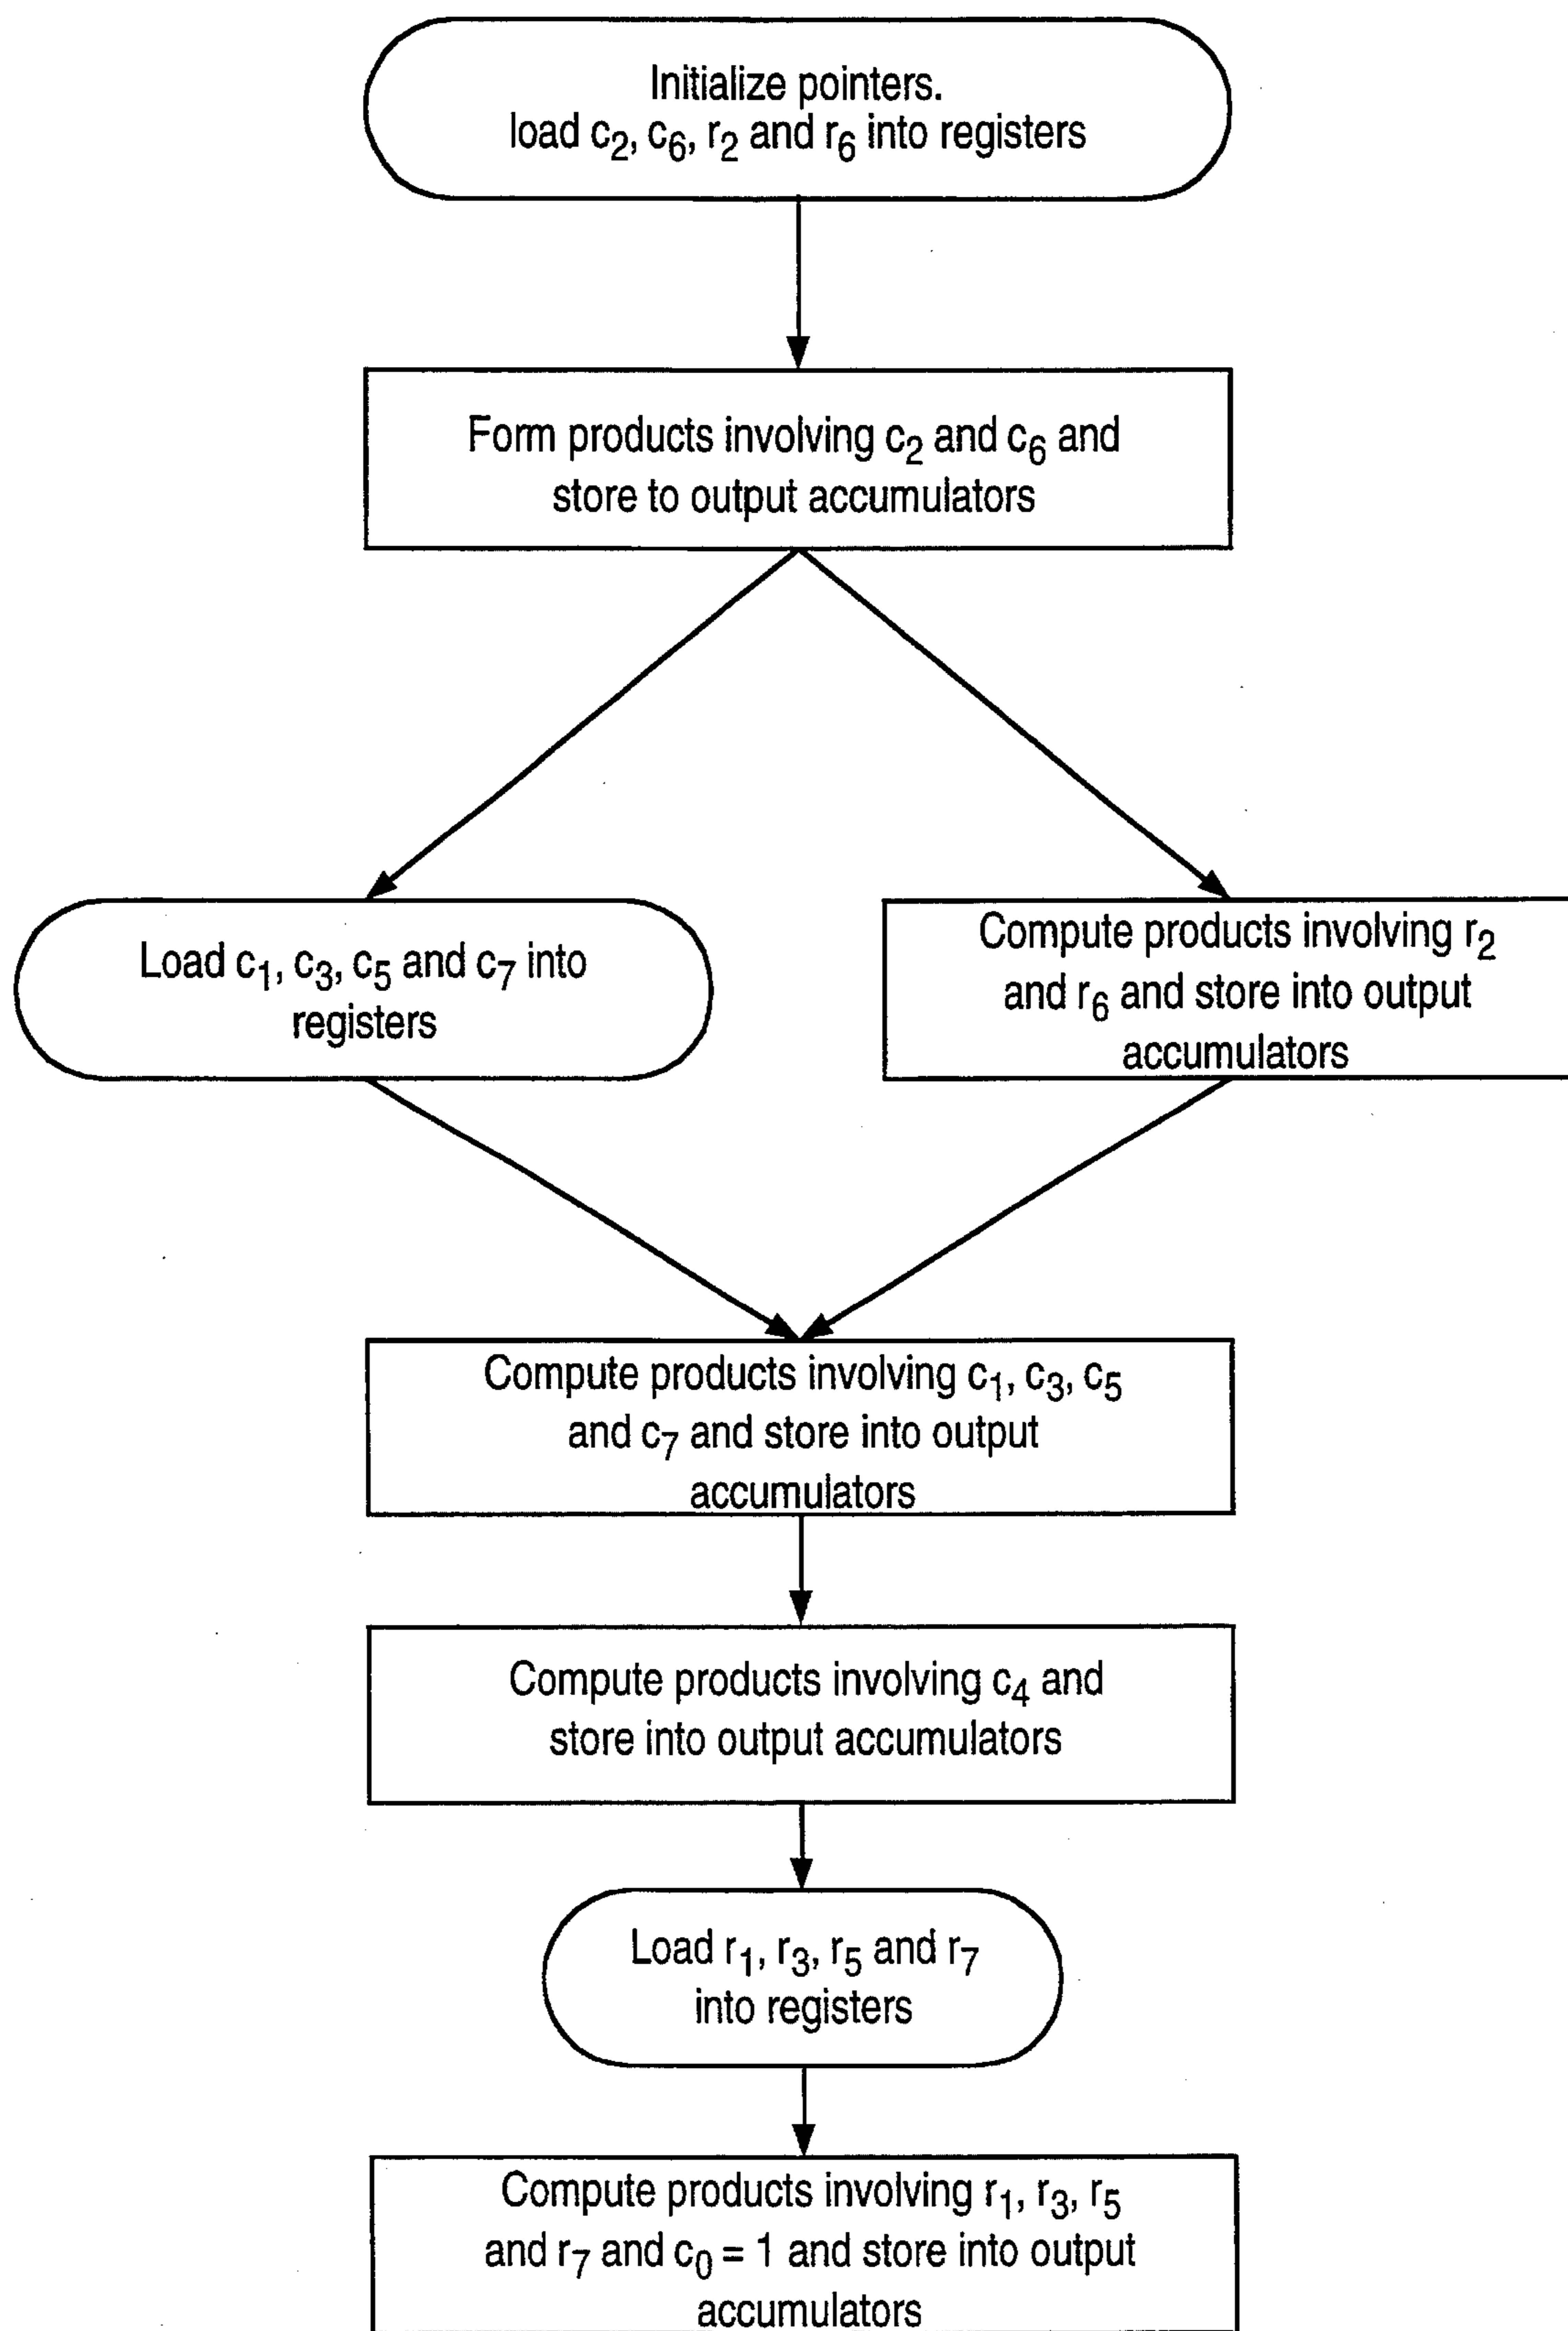 Initialize pointers.
load c₂, c₆, r₂ and r₆ into registers
Form products involving c₂ and c₆ and
store to output accumulators
Load c₁, c₃, c₅ and c₇ into
registers
Compute products involving r₂
and r₆ and store into output
accumulators
Compute products involving c₁, c₃, c₅
and c₇ and store into output
accumulators
Compute products involving c₄ and
store into output accumulators
Load r₁, r₃, r₅ and r₇
into registers
Compute products involving r₁, r₃, r₅
and r₇ and c₀ = 1 and store into output
accumulators